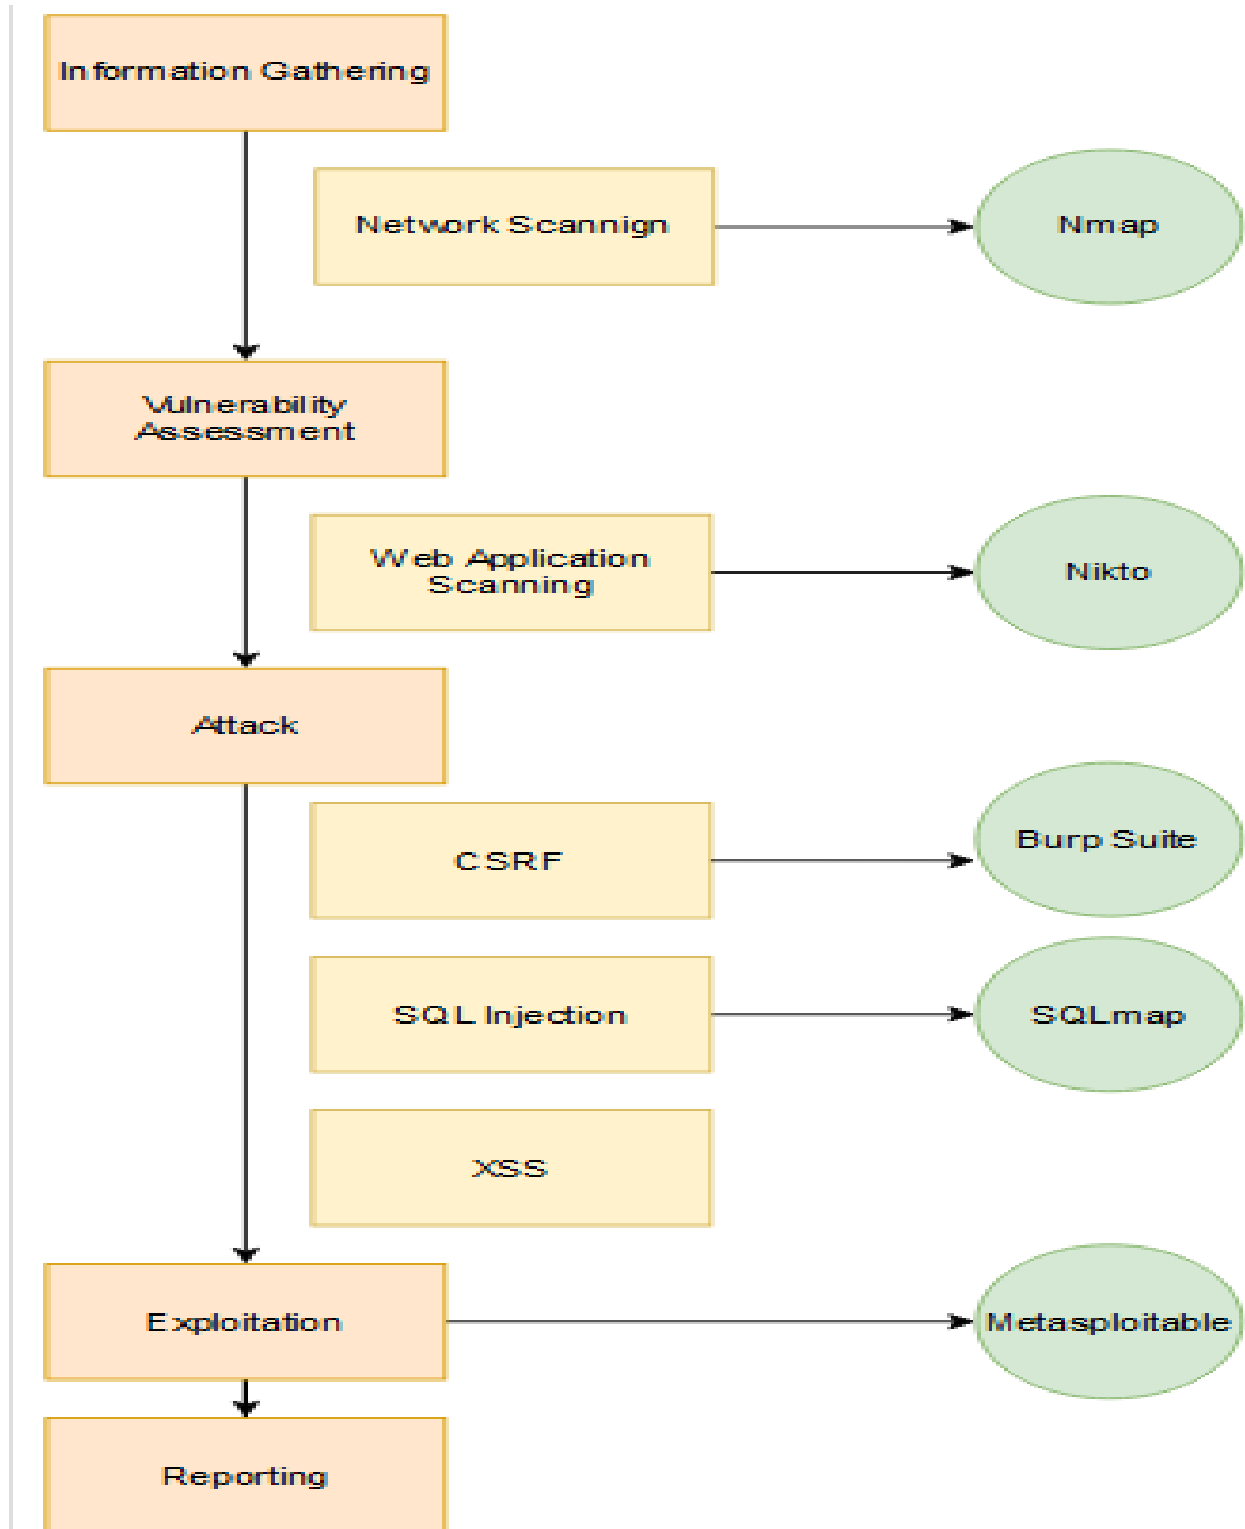 Information Gathering
Network Scannign
Nmap
Vulnerability
Assessment
Web Application
Scanning
Nikto
Attack
CSRF
Burp Suite
SQL Injection
SQLmap
XSS
Exploitation
Metasploitable
Reporting